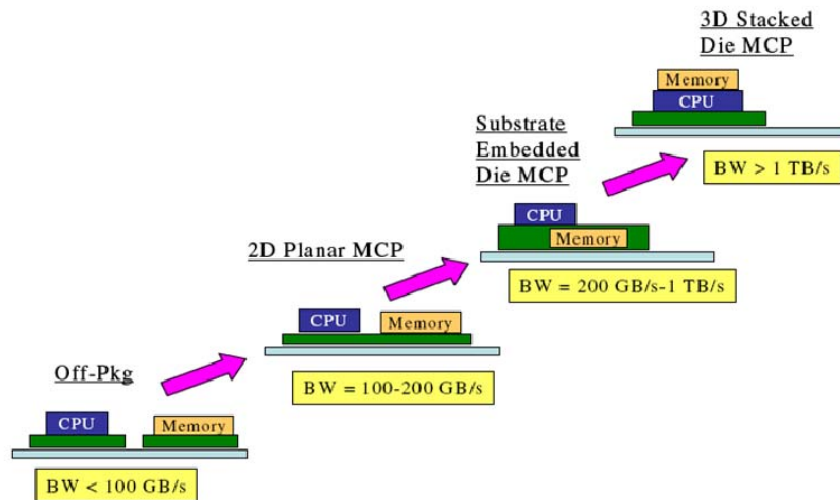 3D Stacked
Die MCP
Memory
CPU
BW > 1 TB/s
Substrate
Embedded
Die MCP
CPU
Memory
BW = 200 GB/s-1 TB/s
2D Planar MCP
CPU
Memory
BW = 100-200 GB/s
Off-Pkg
CPU
Memory
BW < 100 GB/s